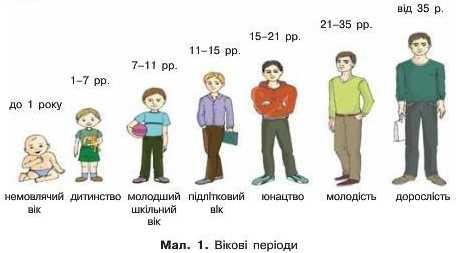 до 1 року
1–7 рр.
7–11 рр.
11–15 рр.
15–21 рр.
21–35 рр.
від 35 р.
немовлячий вік
дитинство
молодший шкільний вік
підлітковий вік
юнацтво
молодість
дорослість
Мал. 1. Вікові періоди